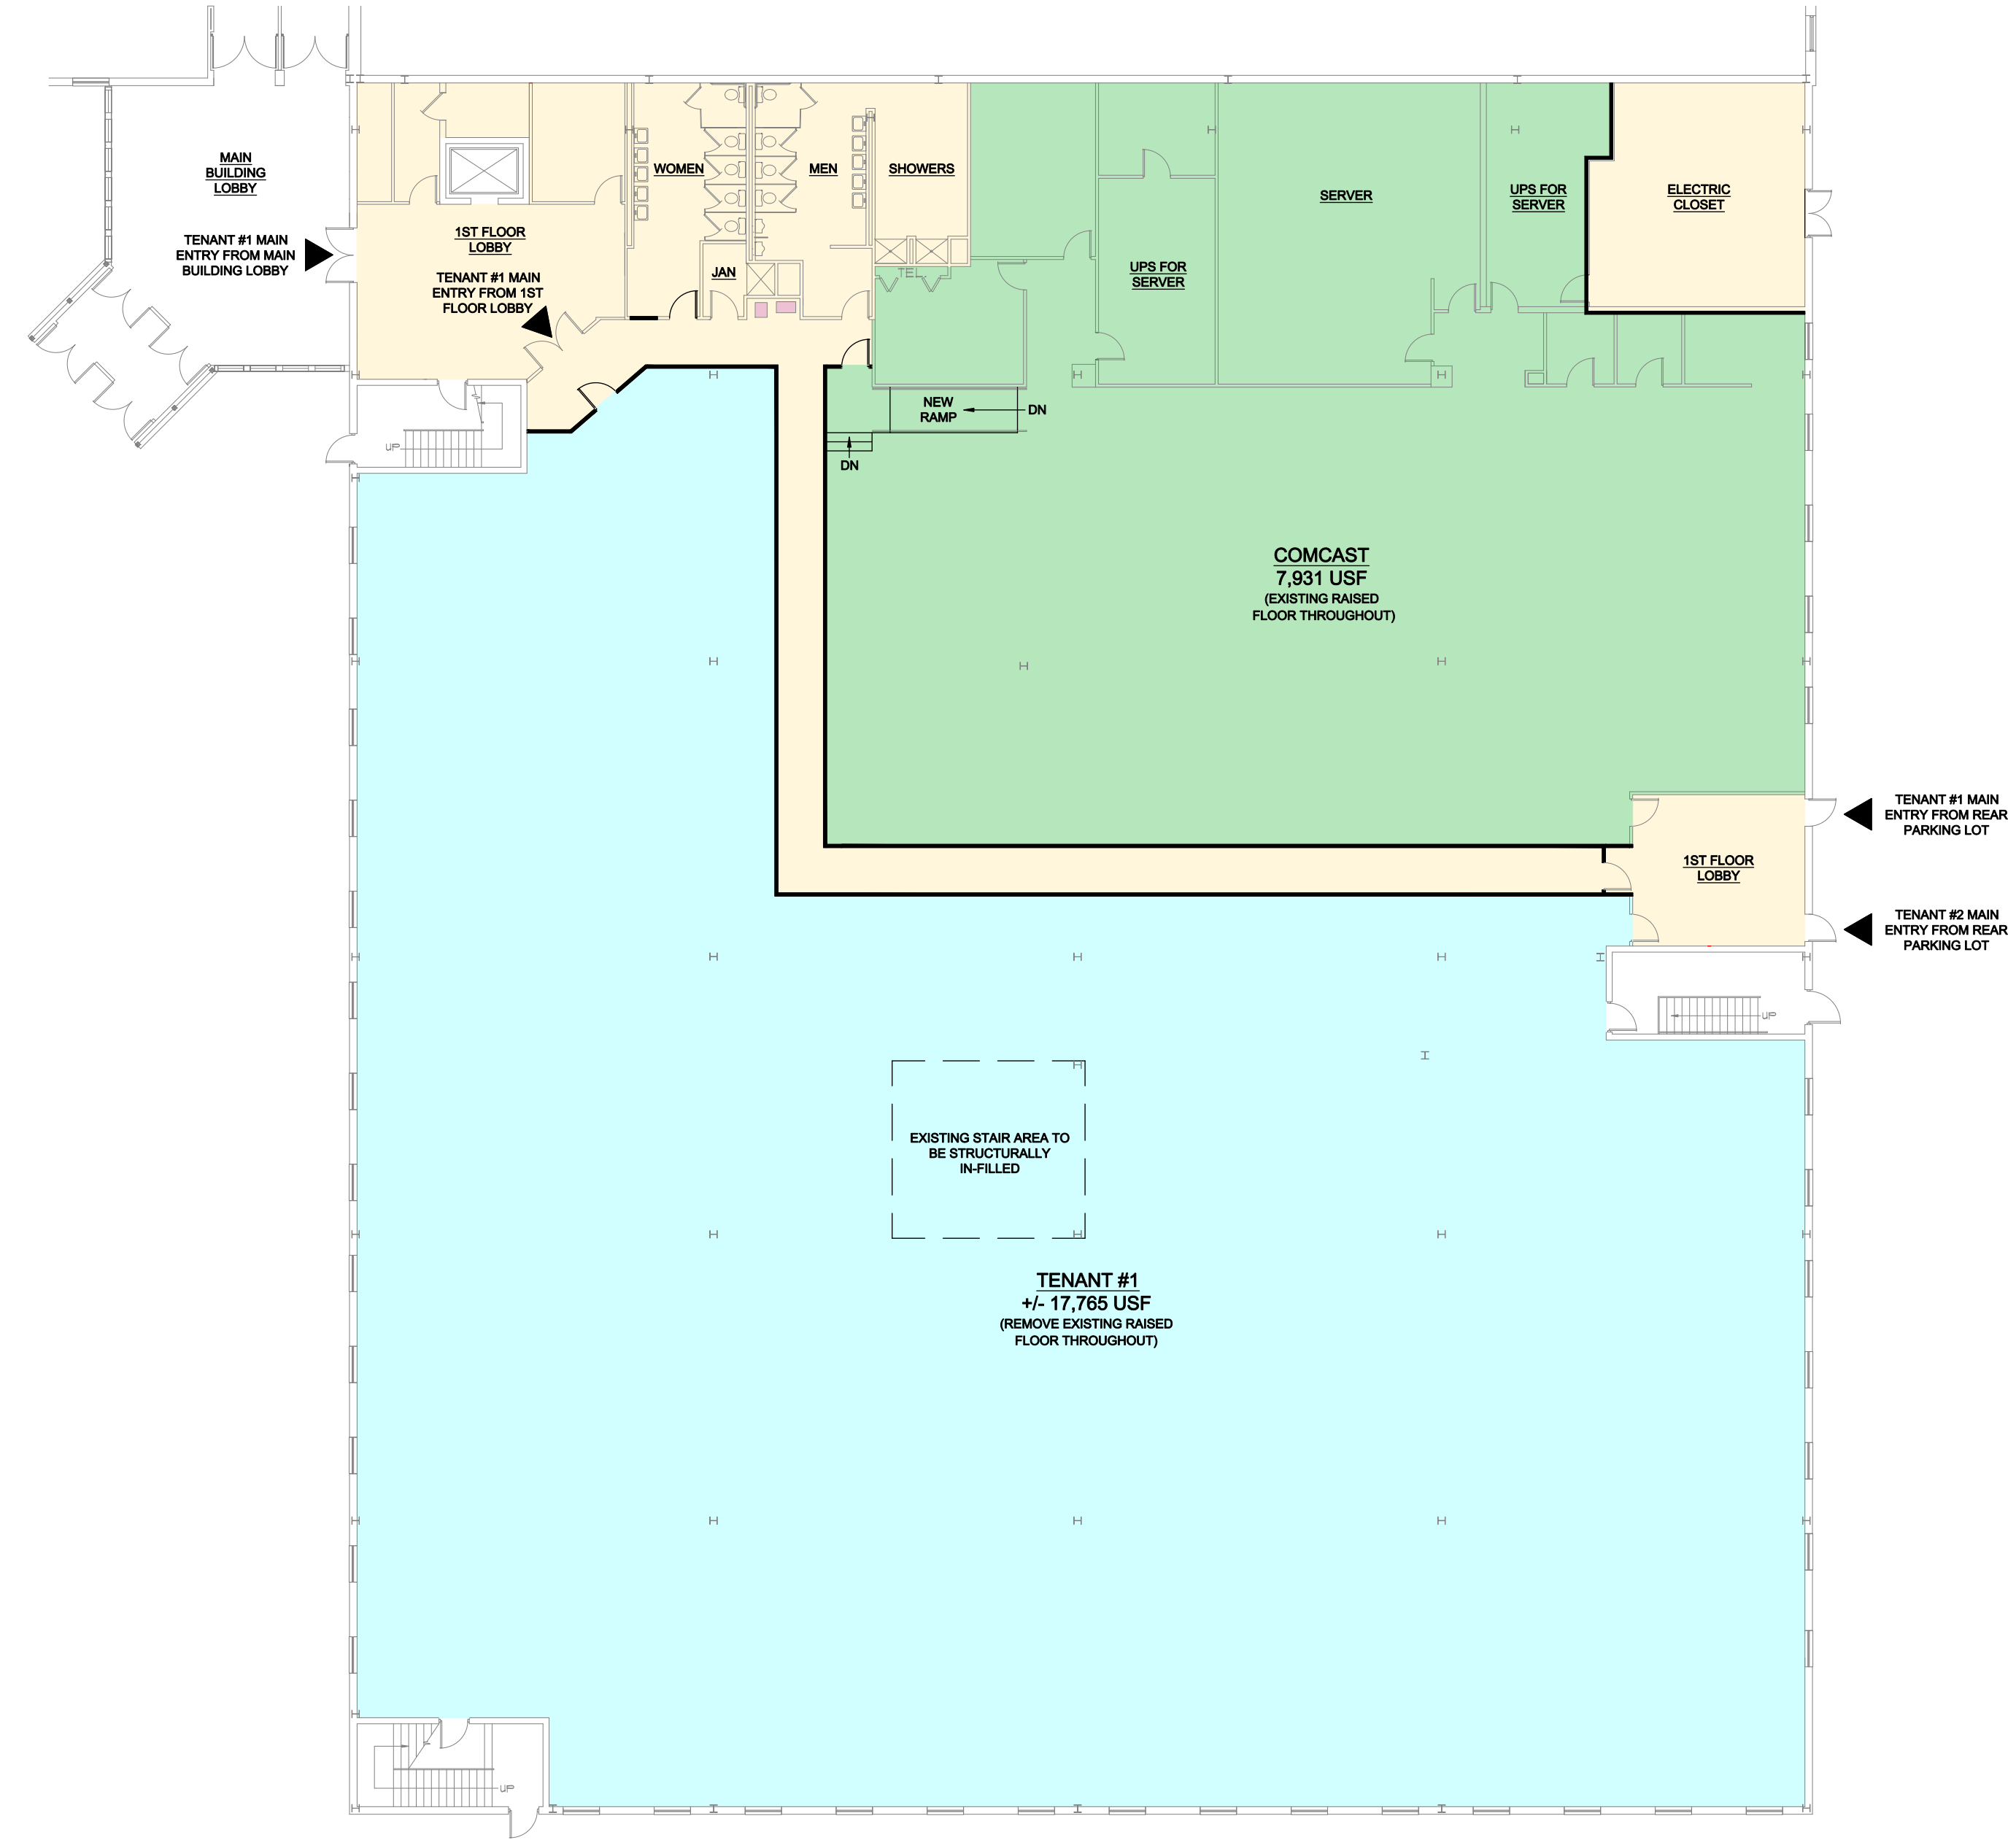 MAIN
BUILDING
LOBBY
TENANT #1 MAIN
ENTRY FROM MAIN
BUILDING LOBBY
1ST FLOOR
LOBBY
TENANT #1 MAIN
ENTRY FROM 1ST
FLOOR LOBBY
WOMEN
JAN
MEN
SHOWERS
TEL
UPS FOR
SERVER
SERVER
UPS FOR
SERVER
ELECTRIC
CLOSET
UP
NEW
RAMP
DN
DN
COMCAST
7,931 USF
(EXISTING RAISED
FLOOR THROUGHOUT)
TENANT #1 MAIN
ENTRY FROM REAR
PARKING LOT
1ST FLOOR
LOBBY
TENANT #2 MAIN
ENTRY FROM REAR
PARKING LOT
UP
EXISTING STAIR AREA TO
BE STRUCTURALLY
IN-FILLED
TENANT #1
+/- 17,765 USF
(REMOVE EXISTING RAISED
FLOOR THROUGHOUT)
UP